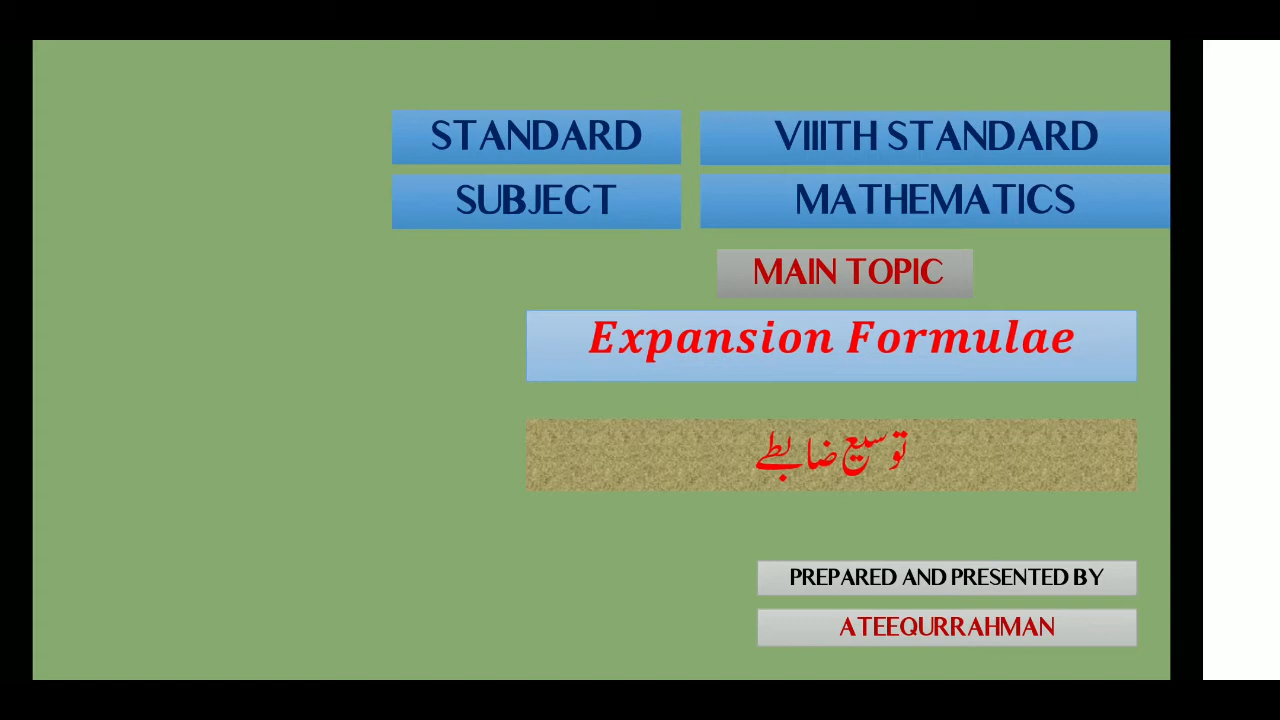 STANDARD VIIITH STANDARD
SUBJECT MATHEMATICS
MAIN TOPIC
Expansion Formulae
توسیع ضابطے
PREPARED AND PRESENTED BY
ATEEQURRAHMAN